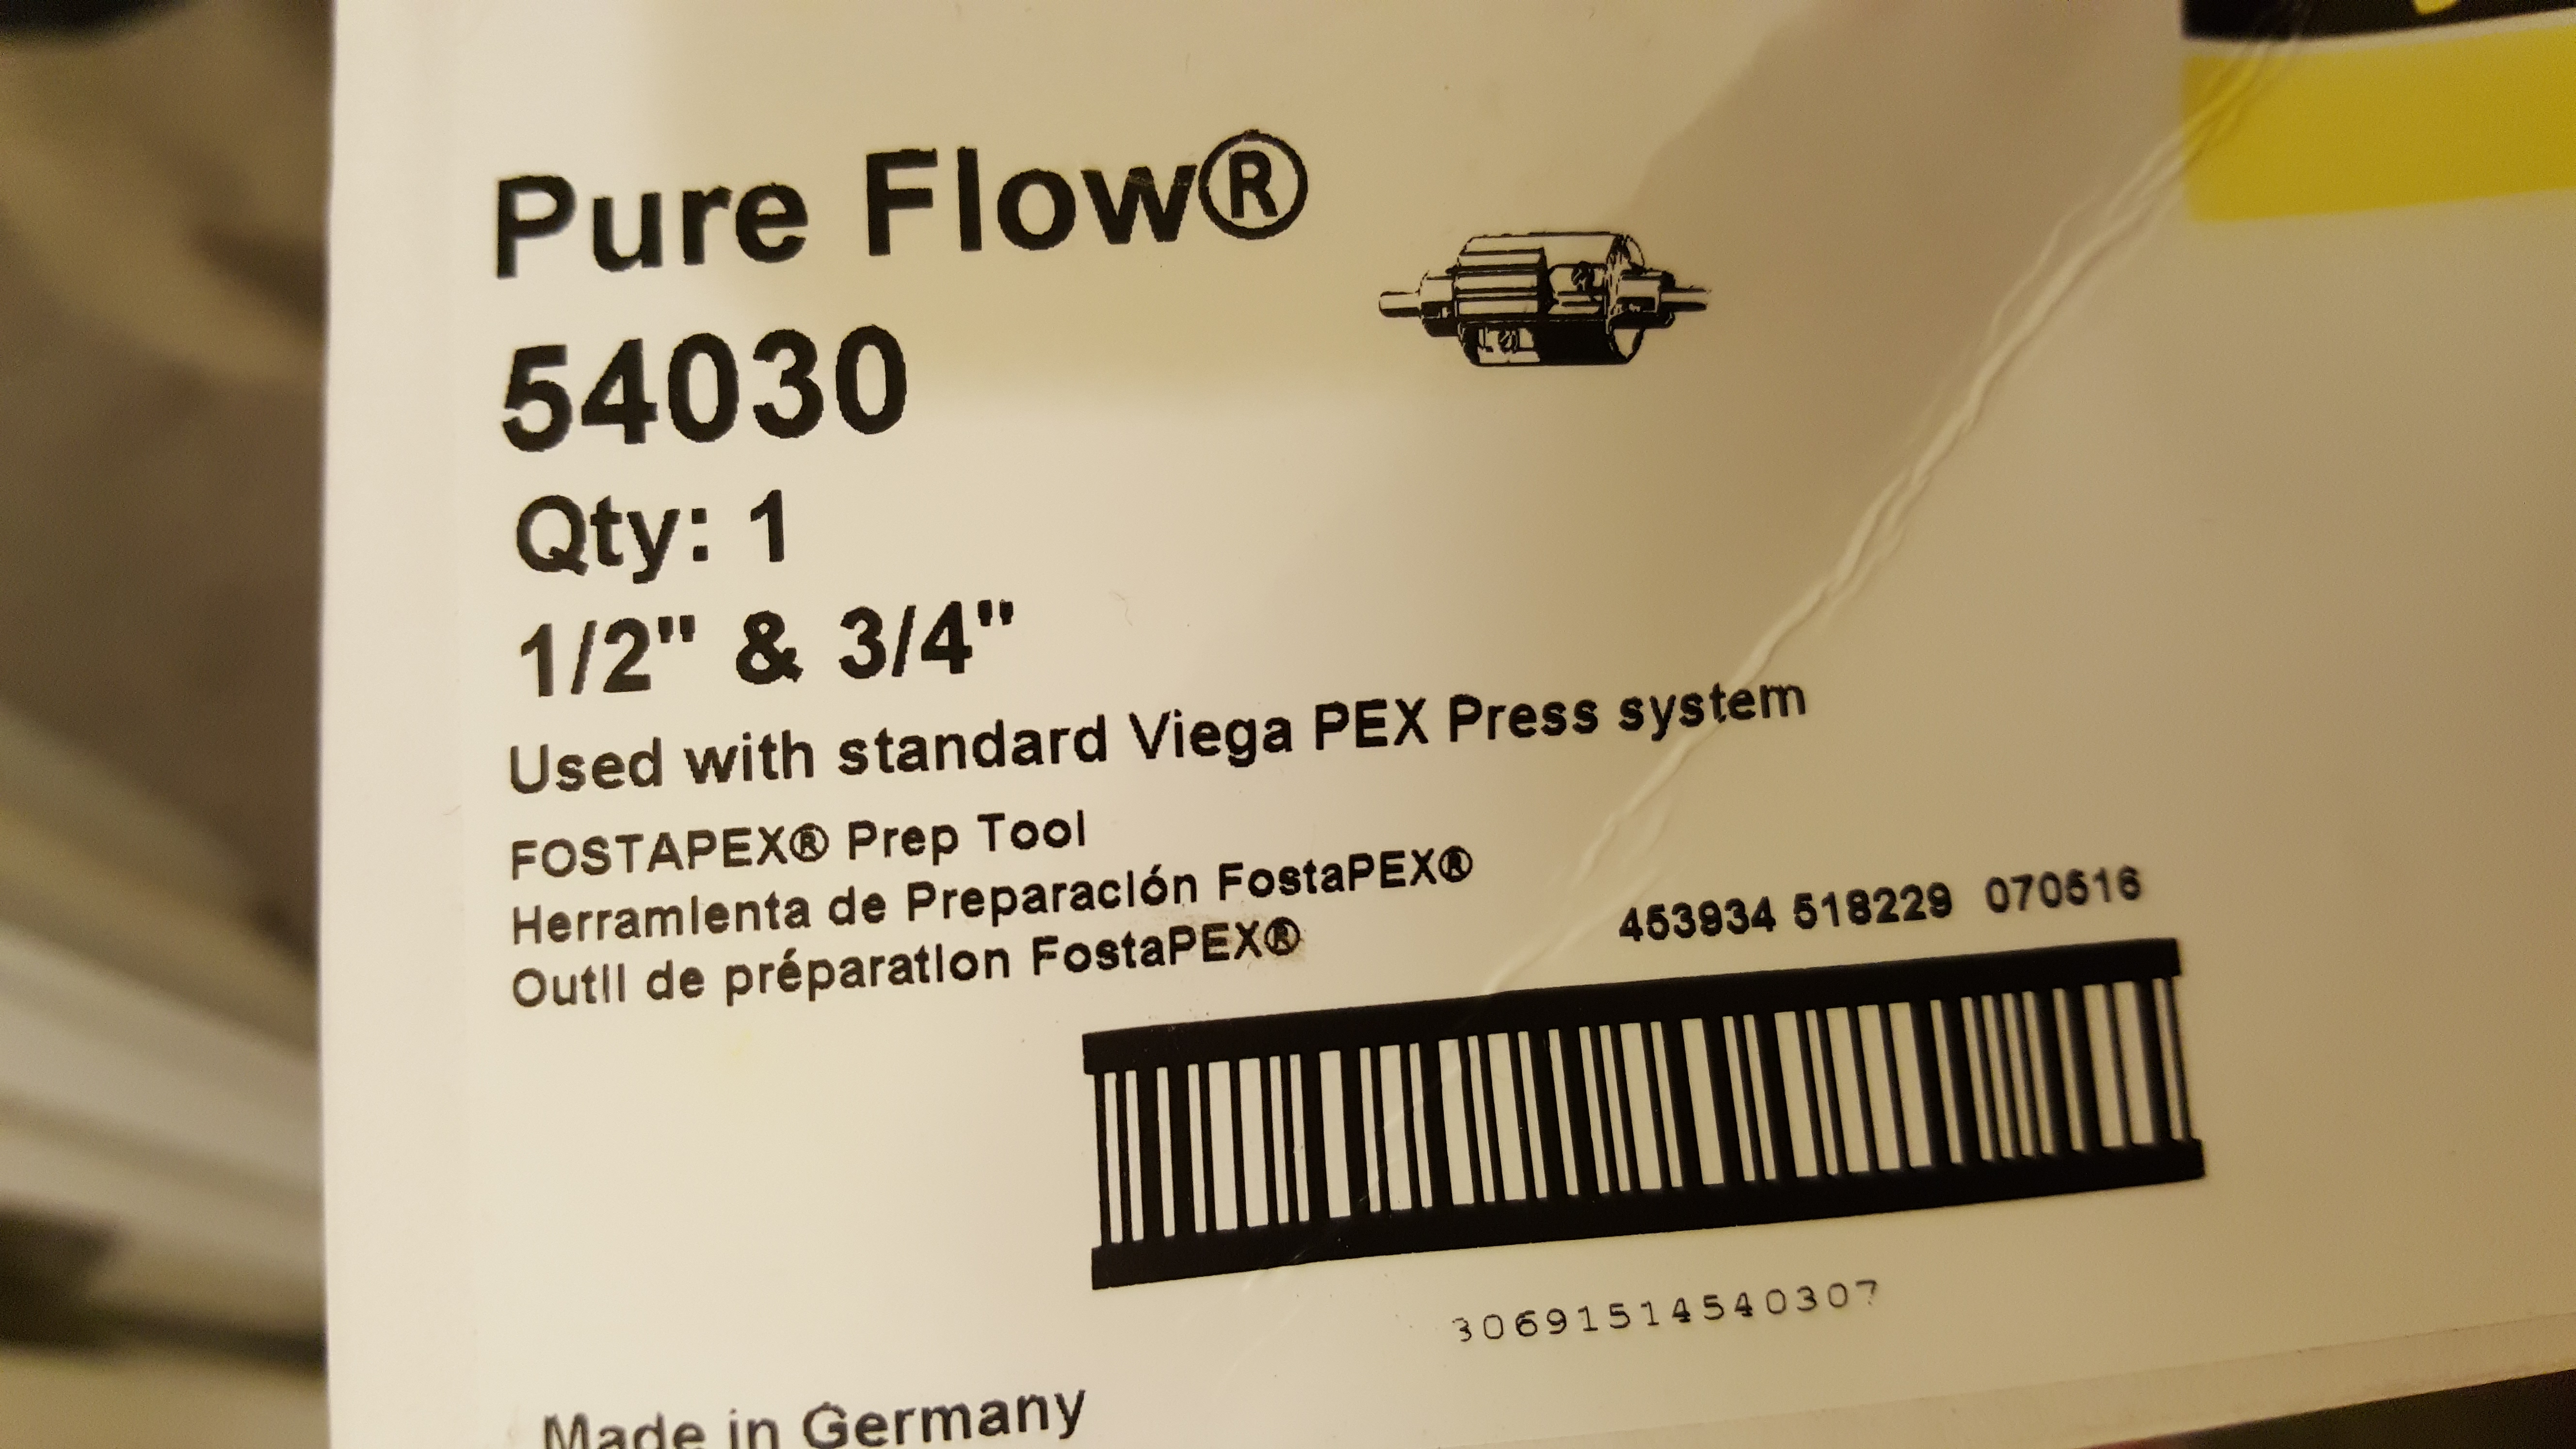 Pure Flow®
54030
Qty: 1
1/2" & 3/4"
Used with standard Viega PEX Press system
FOSTAPEX® Prep Tool
Herramienta de Preparación FostaPEX®
Outil de préparation FostaPEX®
453934 518229 070516
30691514540307
Made in Germany